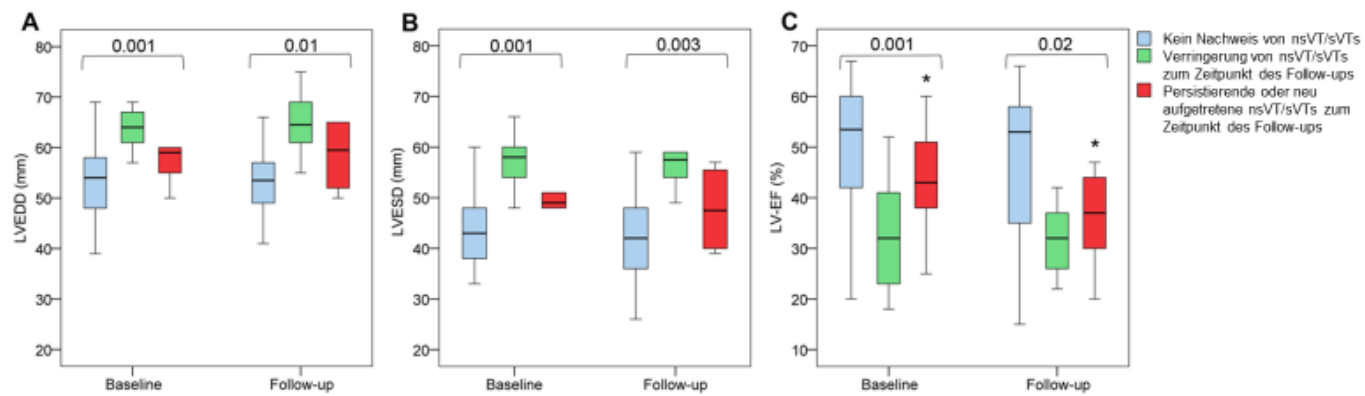 A
80
70
60
50
40
30
20
LVEDD (mm)
0.001
0.01
Baseline
Follow-up
B
80
70
60
50
40
30
20
LVESD (mm)
0.001
0.003
Baseline
Follow-up
C
70
60
50
40
30
20
10
LV-EF (%)
0.001
0.02
*
*
Baseline
Follow-up
Kein Nachweis von nsVT/sVTs
Verringerung von nsVT/sVTs
zum Zeitpunkt des Follow-ups
Persistierende oder neu
aufgetretene nsVT/sVTs zum
Zeitpunkt des Follow-ups